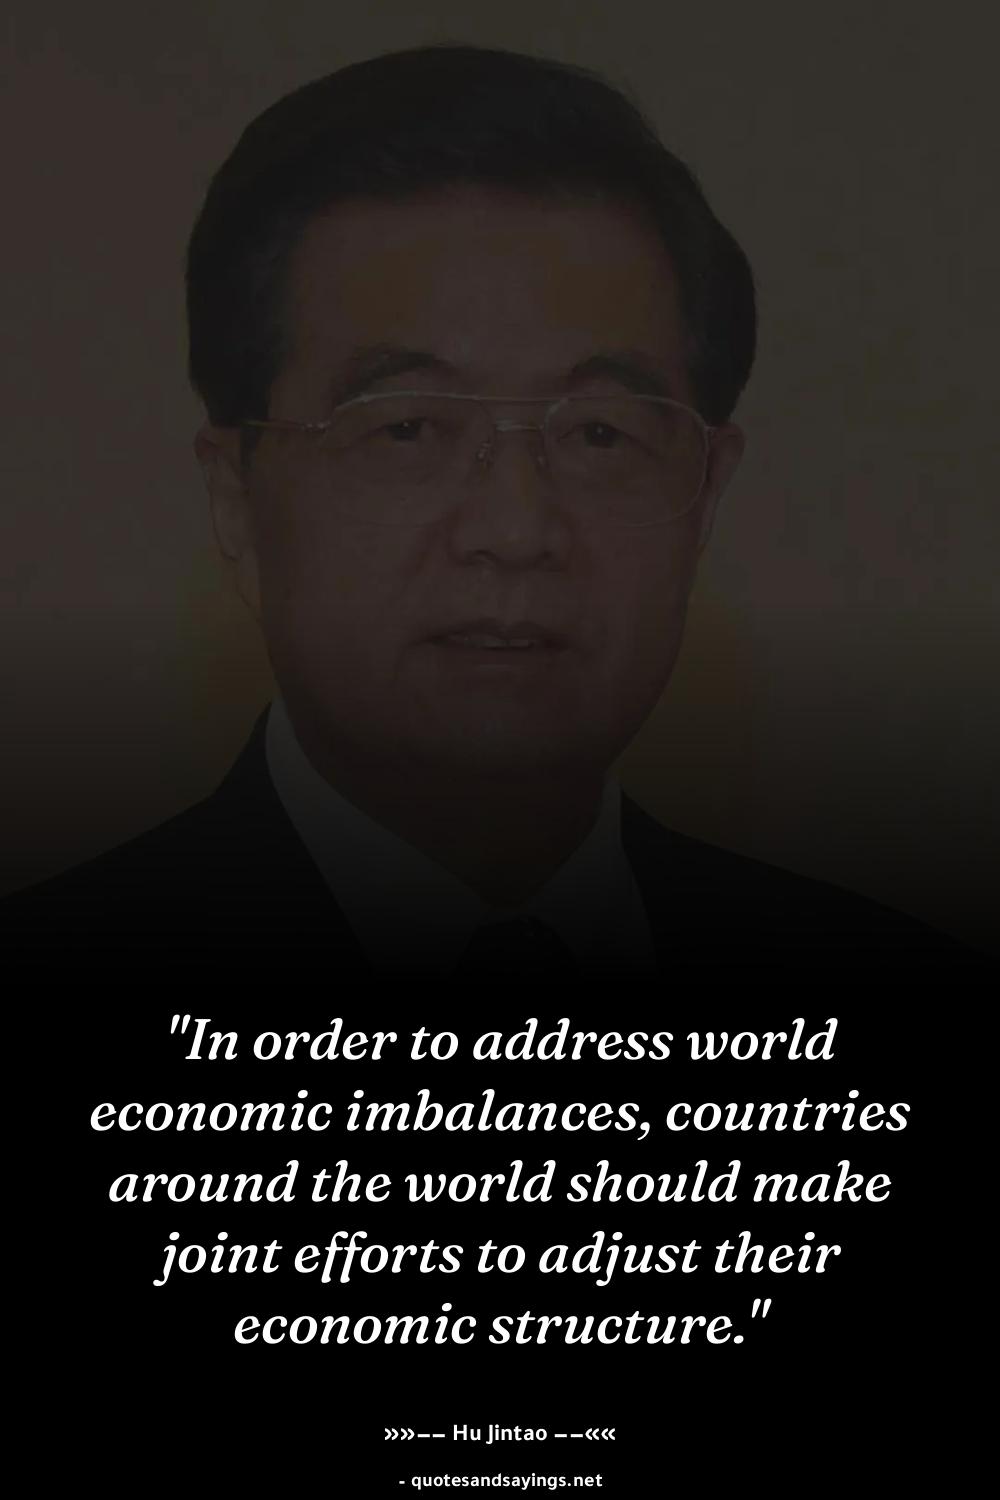 "In order to address world
economic imbalances, countries
around the world should make
joint efforts to adjust their
economic structure."
»»−− Hu Jintao −−««
- quotesandsayings.net